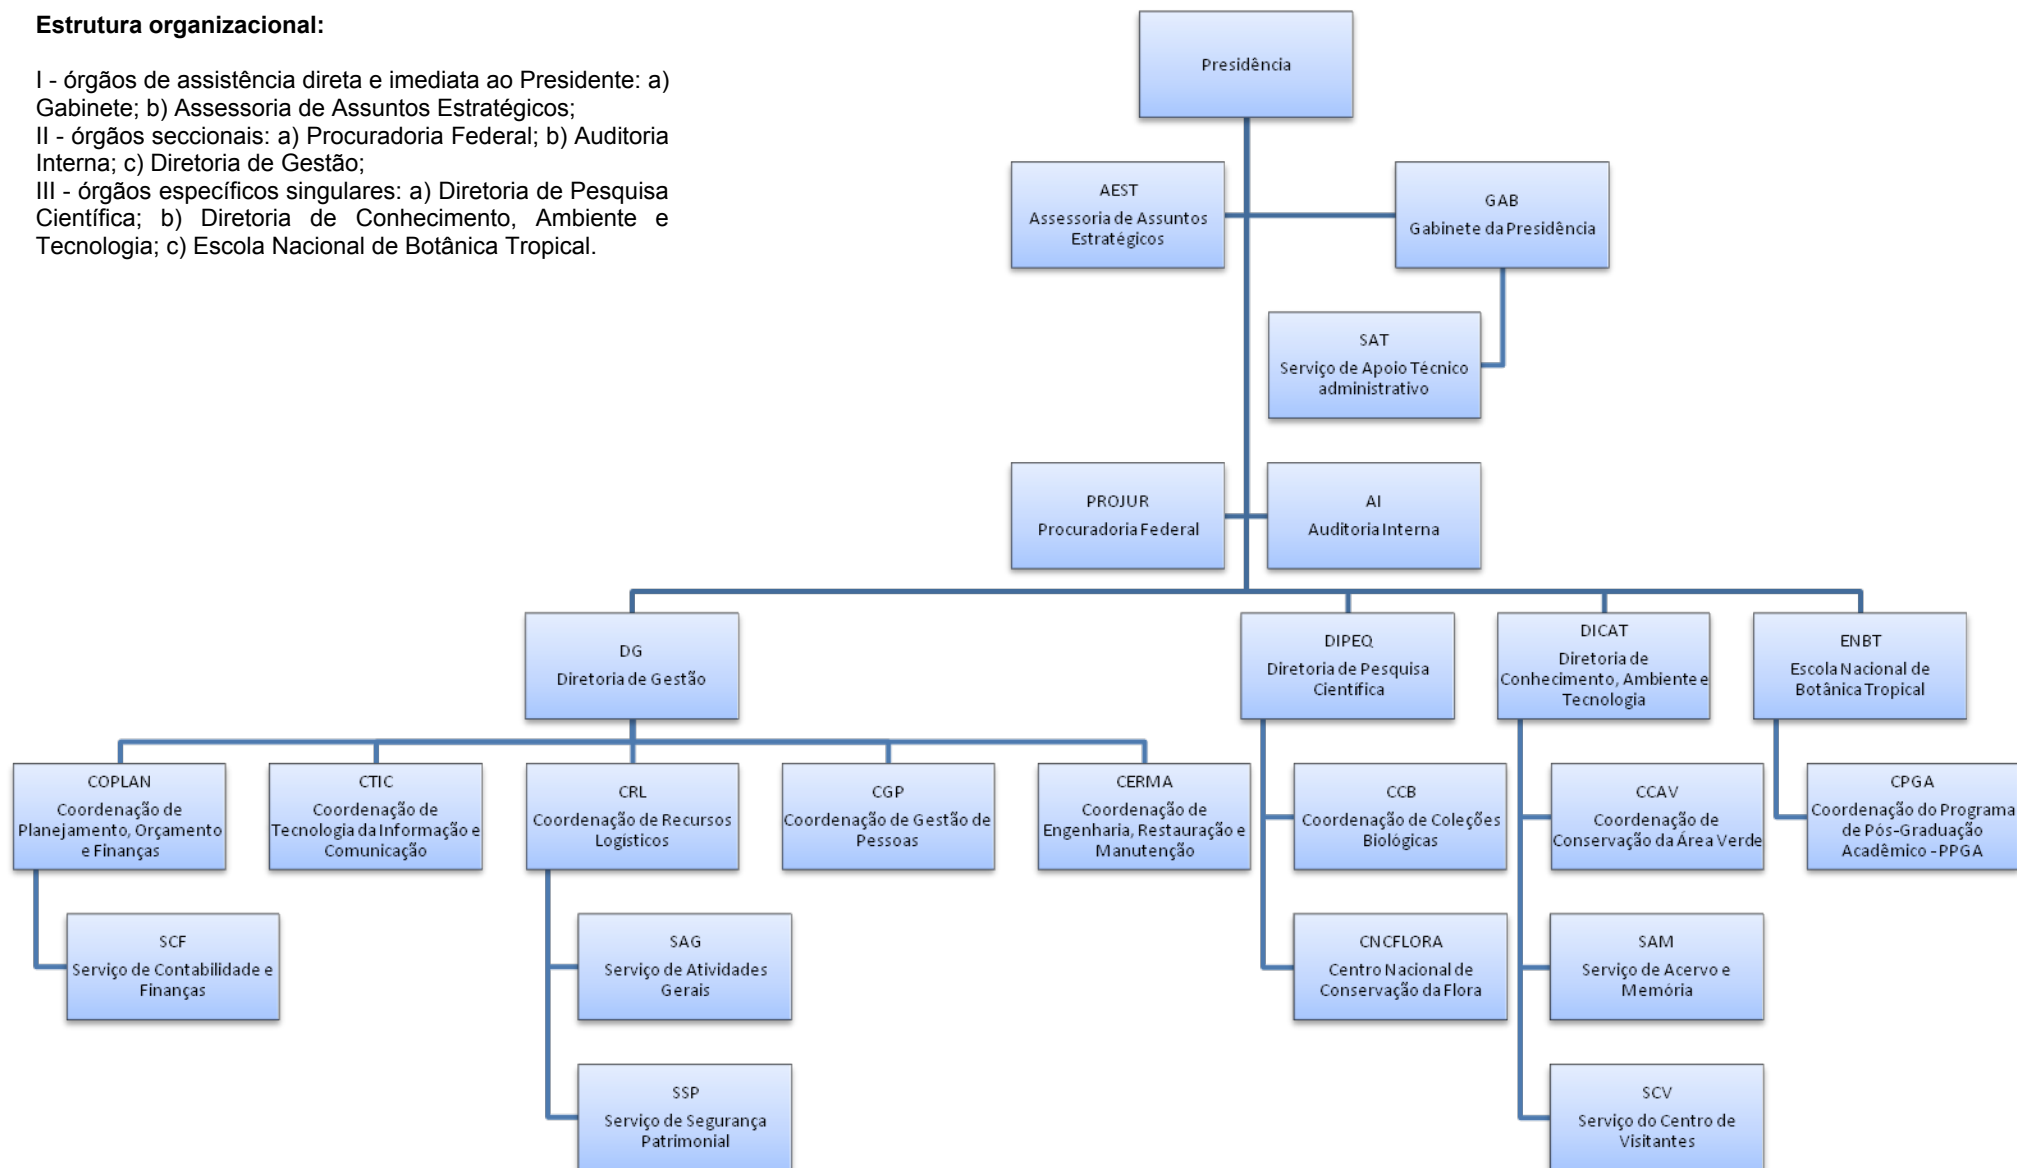 Estrutura organizacional:
I - órgãos de assistência direta e imediata ao Presidente: a)
Gabinete; b) Assessoria de Assuntos Estratégicos;
II - órgãos seccionais: a) Procuradoria Federal; b) Auditoria
Interna; c) Diretoria de Gestão;
III - órgãos específicos singulares: a) Diretoria de Pesquisa
Científica; b) Diretoria de Conhecimento, Ambiente e
Tecnologia; c) Escola Nacional de Botânica Tropical.
Presidência
AEST
Assessoria de Assuntos
Estratégicos
GAB
Gabinete da Presidência
SAT
Serviço de Apoio Técnico
administrativo
PROJUR
Procuradoria Federal
AI
Auditoria Interna
DG
Diretoria de Gestão
DIPEQ
Diretoria de Pesquisa
Científica
DICAT
Diretoria de
Conhecimento, Ambiente e
Tecnologia
ENBT
Escola Nacional de
Botânica Tropical
COPLAN
Coordenação de
Planejamento, Orçamento
e Finanças
CTIC
Coordenação de
Tecnologia da Informação e
Comunicação
CRL
Coordenação de Recursos
Logísticos
CGP
Coordenação de Gestão de
Pessoas
CERMA
Coordenação de
Engenharia, Restauração e
Manutenção
CCB
Coordenação de Coleções
Biológicas
CCAV
Coordenação de
Conservação da Área Verde
CPGA
Coordenação do Programa
de Pós-Graduação
Acadêmico -PPGA
SCF
Serviço de Contabilidade e
Finanças
SAG
Serviço de Atividades
Gerais
CNCFLORA
Centro Nacional de
Conservação da Flora
SAM
Serviço de Acervo e
Memória
SSP
Serviço de Segurança
Patrimonial
SCV
Serviço do Centro de
Visitantes